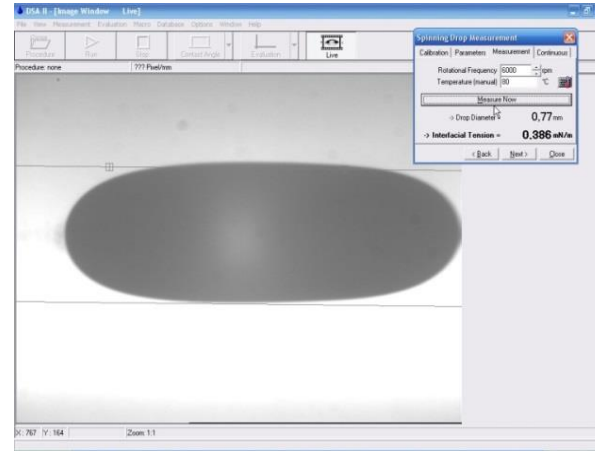 DSA II - [Image Window Live]
File View Measurement Evaluation Macro Database Options Window Help
Procedure Run Stop Contact Angle Evaluation Live
Procedure: none ??? Pixel/mm
Spinning Drop Measurement
Calibration Parameters Measurement Continuous
Rotational Frequency 6000 rpm
Temperature (manual) 80 °C
Measure Now
-> Drop Diameter = 0,77 mm
-> Interfacial Tension = 0.386 mN/m
< Back Next > Close
X: 767 Y: 164 Zoom 1:1